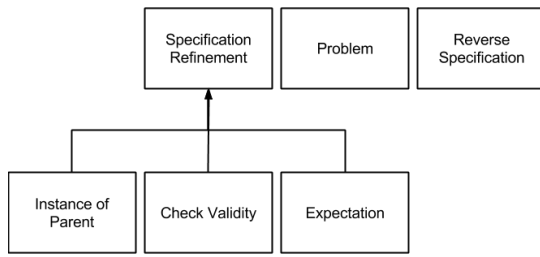 Specification
Refinement
Problem
Reverse
Specification
Instance of
Parent
Check Validity
Expectation